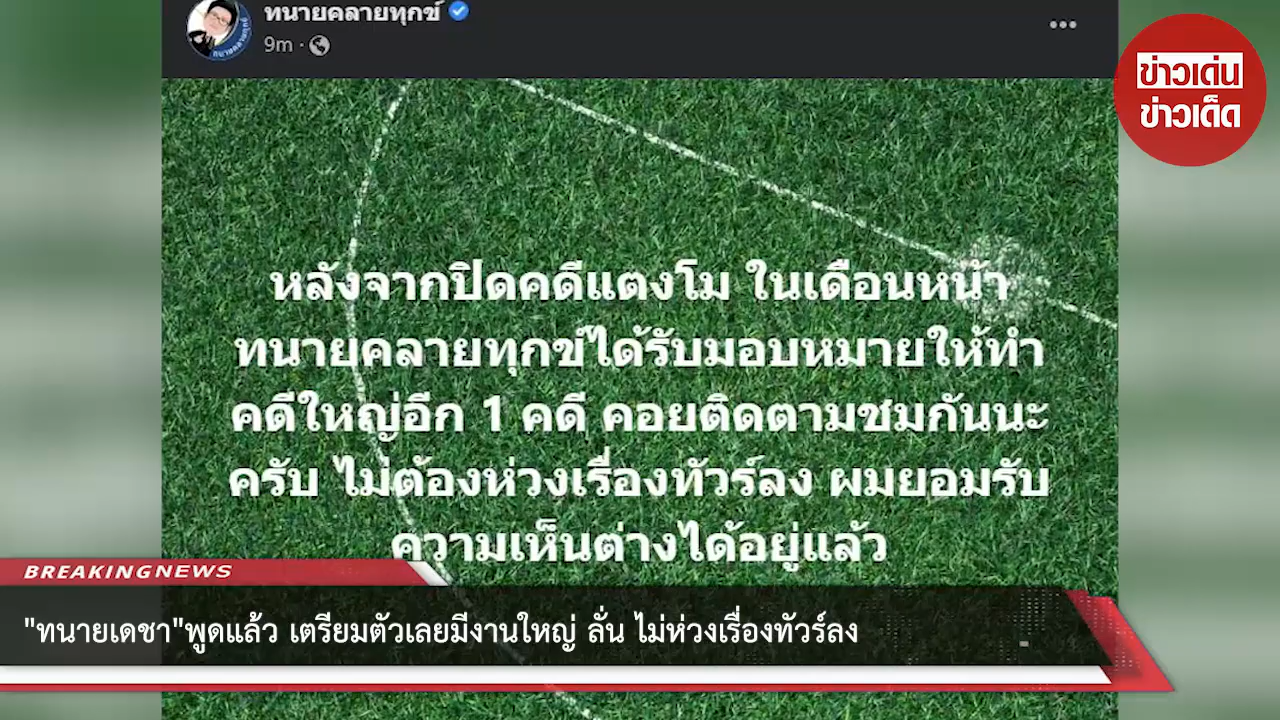 ทนายคลายทุกข์
9m ·
ข่าวเด่น
ข่าวเด็ด
หลังจากปิดคดีแตงโม ในเดือนหน้า
ทนายคลายทุกข์ได้รับมอบหมายให้ทำ
คดีใหญ่อีก 1 คดี คอยติดตามชมกันนะ
ครับ ไม่ต้องห่วงเรื่องทัวร์ลง ผมยอมรับ
ความเห็นต่างได้อยู่แล้ว
BREAKING NEWS
"ทนายเดชา"พูดแล้ว เตรียมตัวเลยมีงานใหญ่ ลั่น ไม่ห่วงเรื่องทัวร์ลง